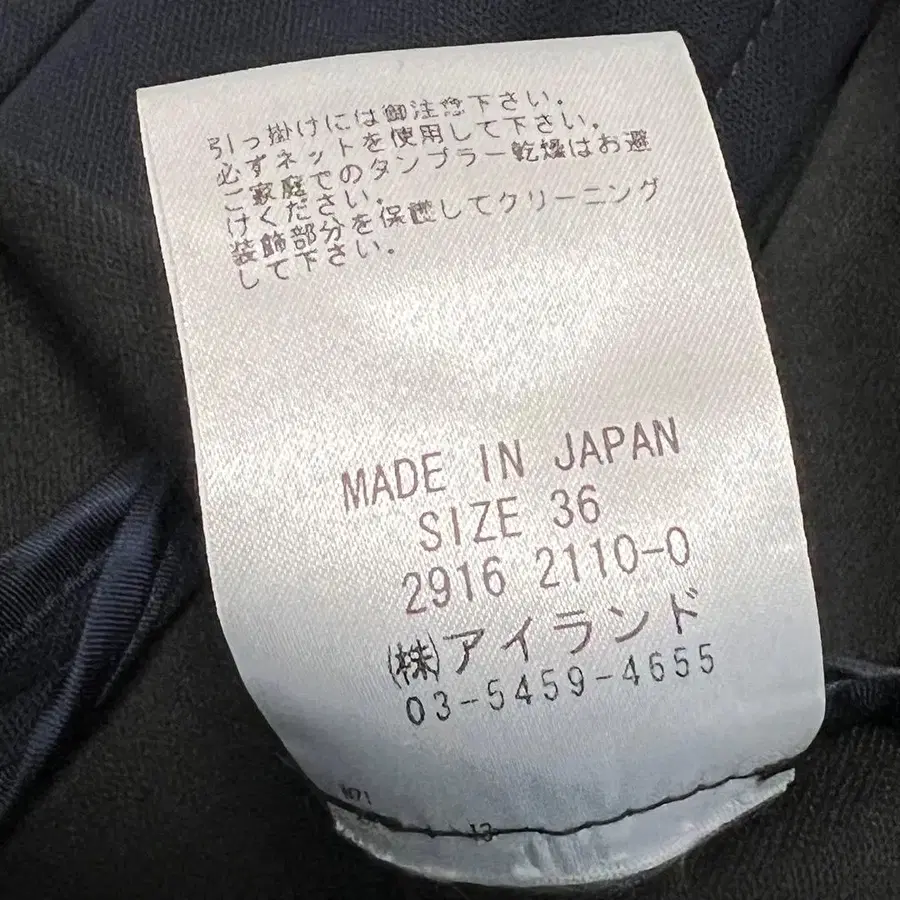 引っ掛けには御注意下さい.
必ずネットを使用して下さい.
ご家庭でのタンブラー乾燥はお避
けください.
装飾部分を保護してクリーニング
して下さい.
MADE IN JAPAN
SIZE 36
2916 2110-0
㈱アイランド
03-5459-4655
13